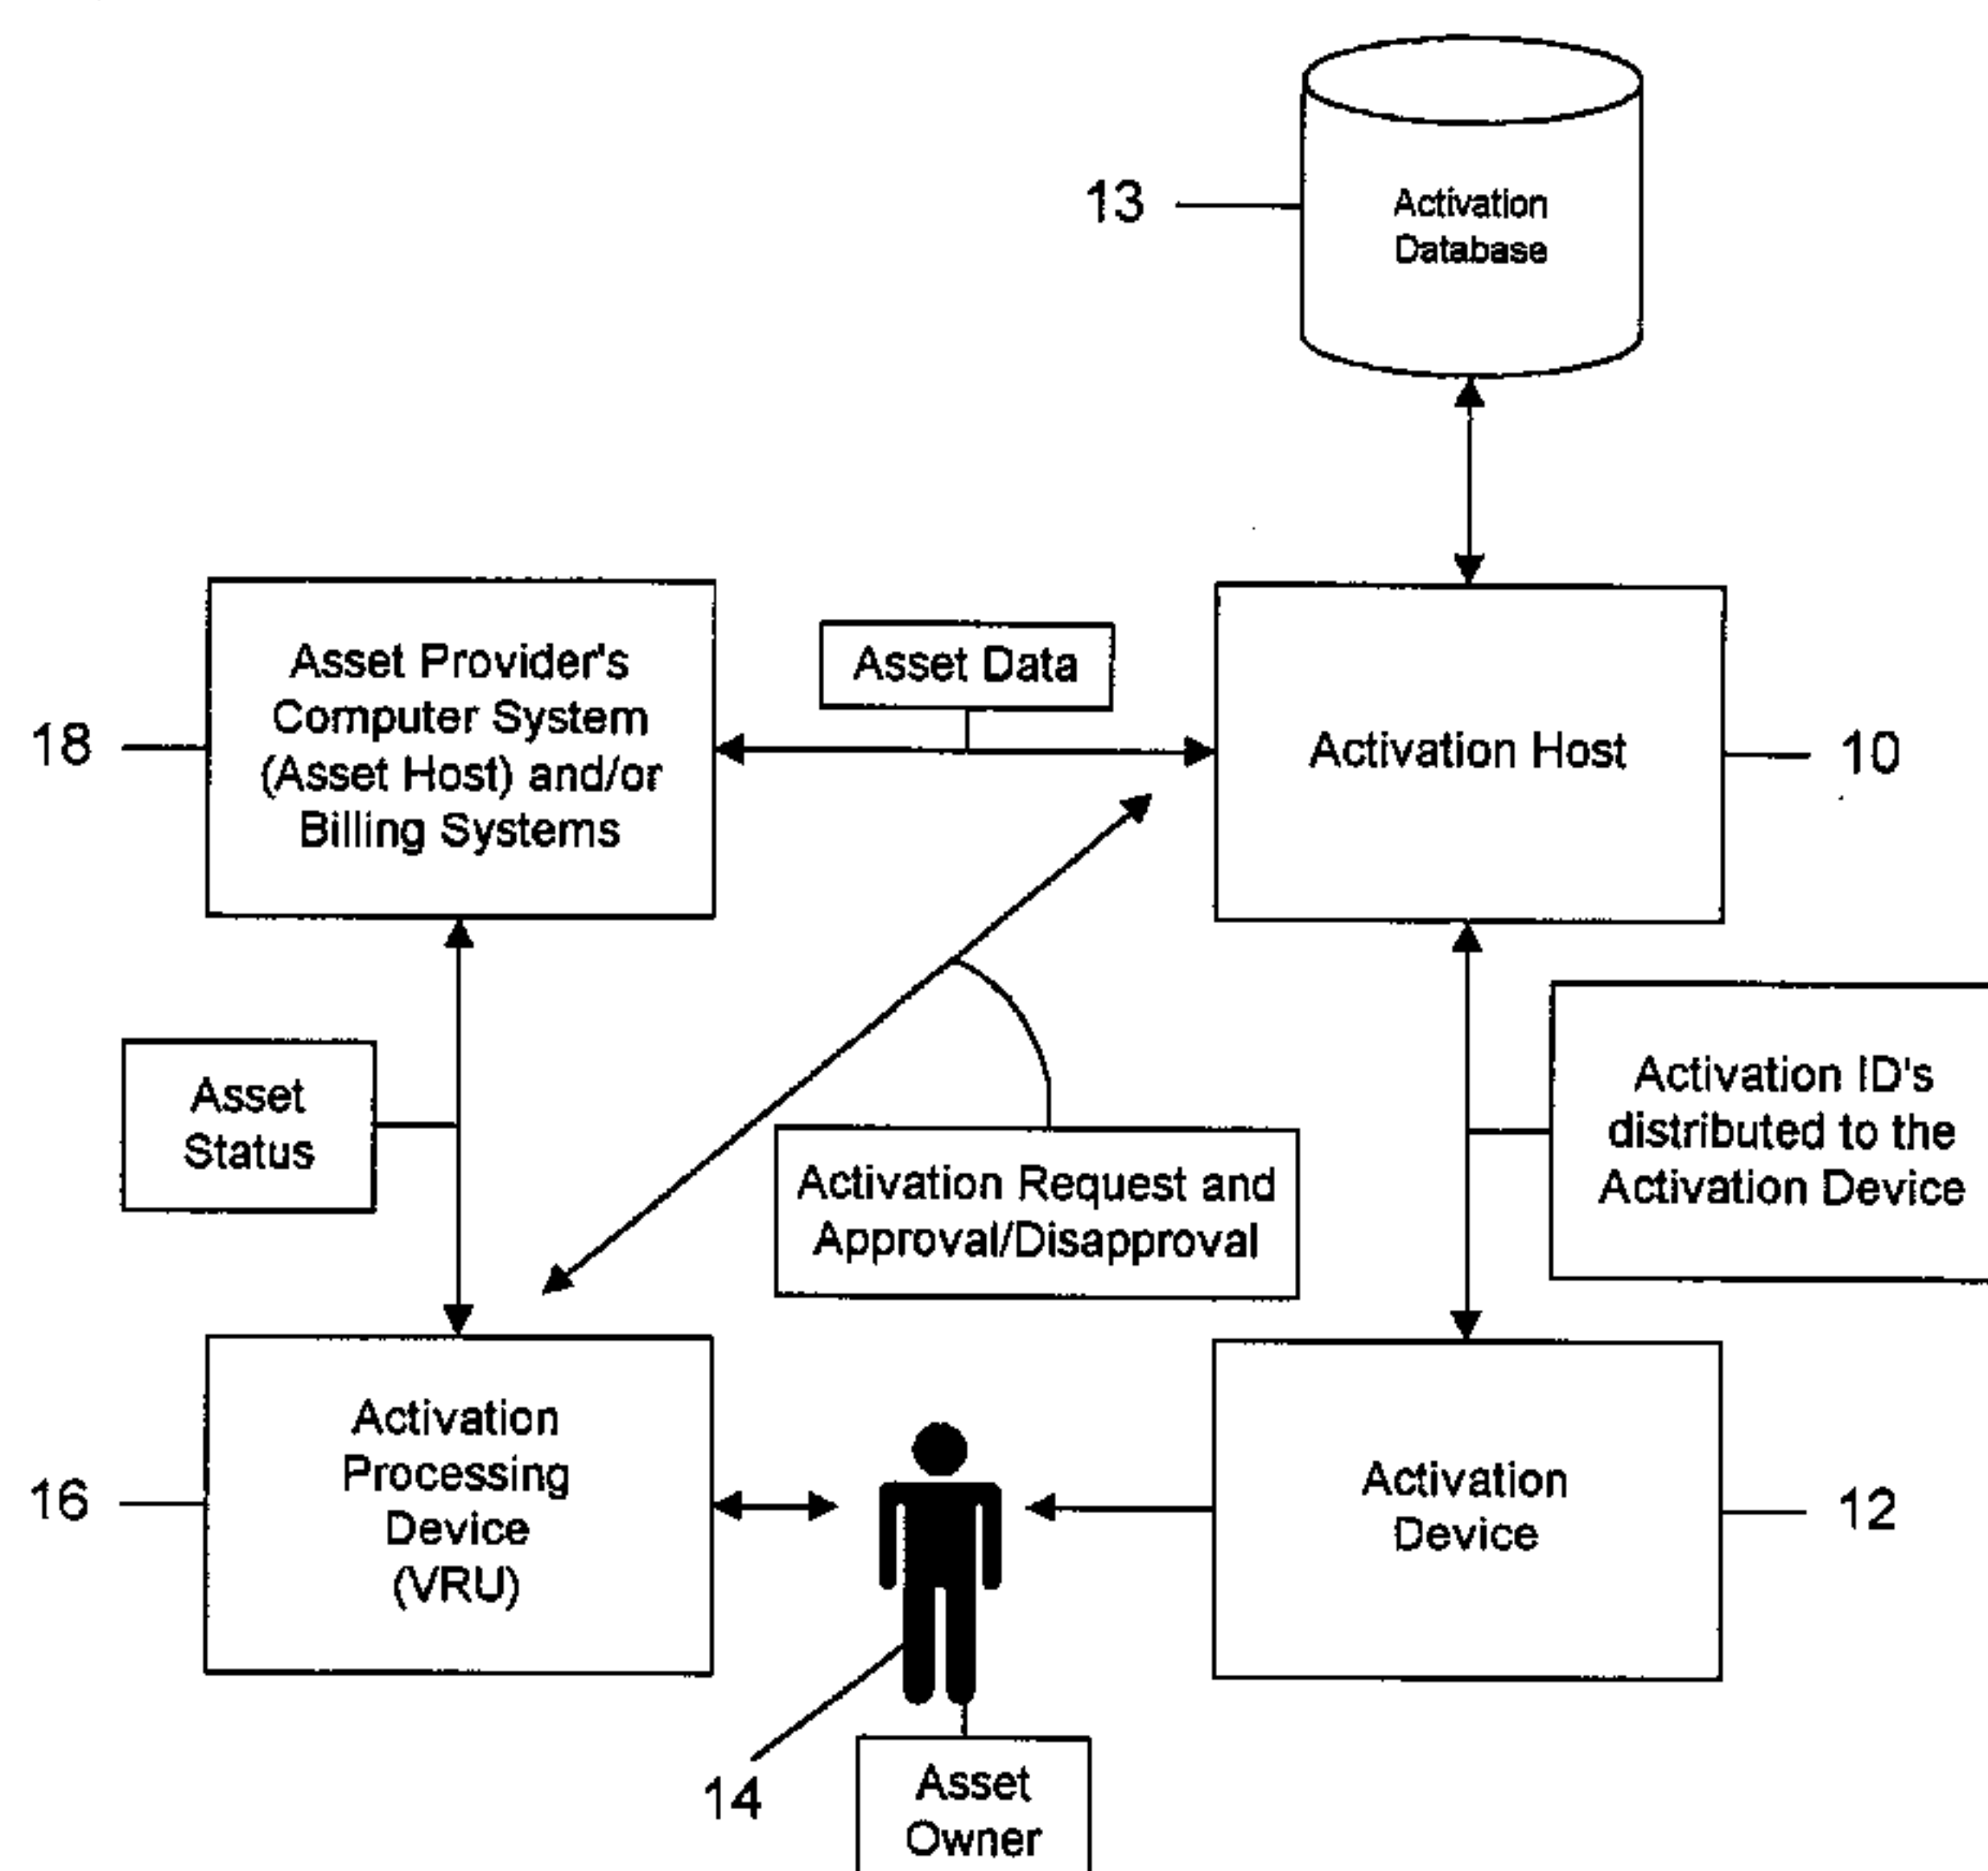 13
Activation
Database
Asset Provider's
Computer System
(Asset Host) and/or
Billing Systems
18
Asset Data
Activation Host
10
Asset
Status
Activation Request and
Approval/Disapproval
Activation ID's
distributed to the
Activation Device
Activation
Processing
Device
(VRU)
16
Activation
Device
12
14
Asset
Owner